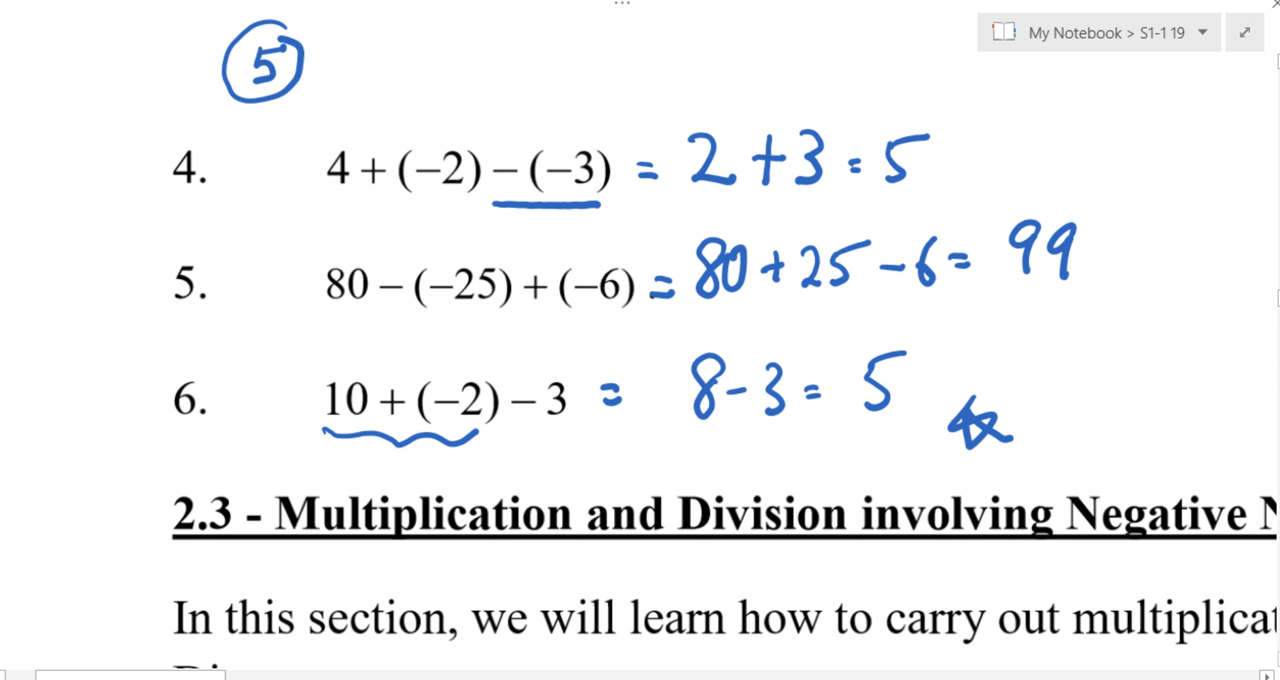 My Notebook > S1-1 19
5
4. 4 + (−2) − (−3) = 2 + 3 = 5
5. 80 − (−25) + (−6) = 80 + 25 − 6 = 99
6. 10 + (−2) − 3 = 8 − 3 = 5
2.3 - Multiplication and Division involving Negative
In this section, we will learn how to carry out